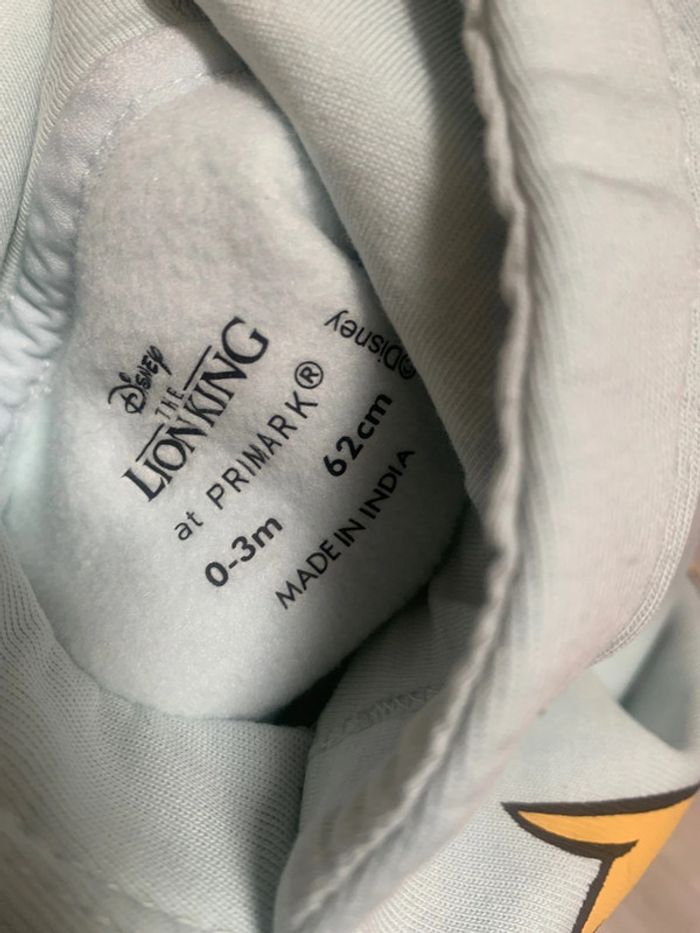 Disney
THE
LION KING
at PRIMARK®
0-3m 62cm
MADE IN INDIA
©Disney